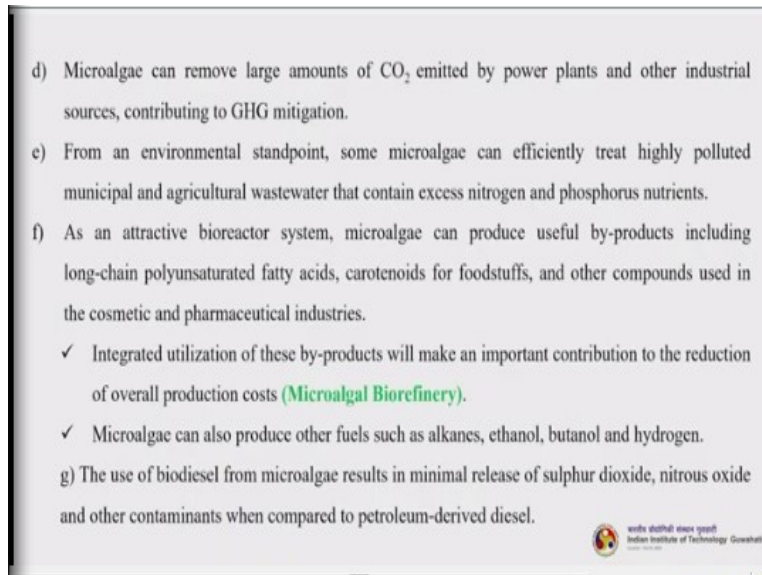 d) Microalgae can remove large amounts of CO₂ emitted by power plants and other industrial
sources, contributing to GHG mitigation.
e) From an environmental standpoint, some microalgae can efficiently treat highly polluted
municipal and agricultural wastewater that contain excess nitrogen and phosphorus nutrients.
f) As an attractive bioreactor system, microalgae can produce useful by-products including
long-chain polyunsaturated fatty acids, carotenoids for foodstuffs, and other compounds used in
the cosmetic and pharmaceutical industries.
✓ Integrated utilization of these by-products will make an important contribution to the reduction
of overall production costs (Microalgal Biorefinery).
✓ Microalgae can also produce other fuels such as alkanes, ethanol, butanol and hydrogen.
g) The use of biodiesel from microalgae results in minimal release of sulphur dioxide, nitrous oxide
and other contaminants when compared to petroleum-derived diesel.
भारतीय प्रौद्योगिकी संस्थान गुवाहाटी
Indian Institute of Technology Guwahati